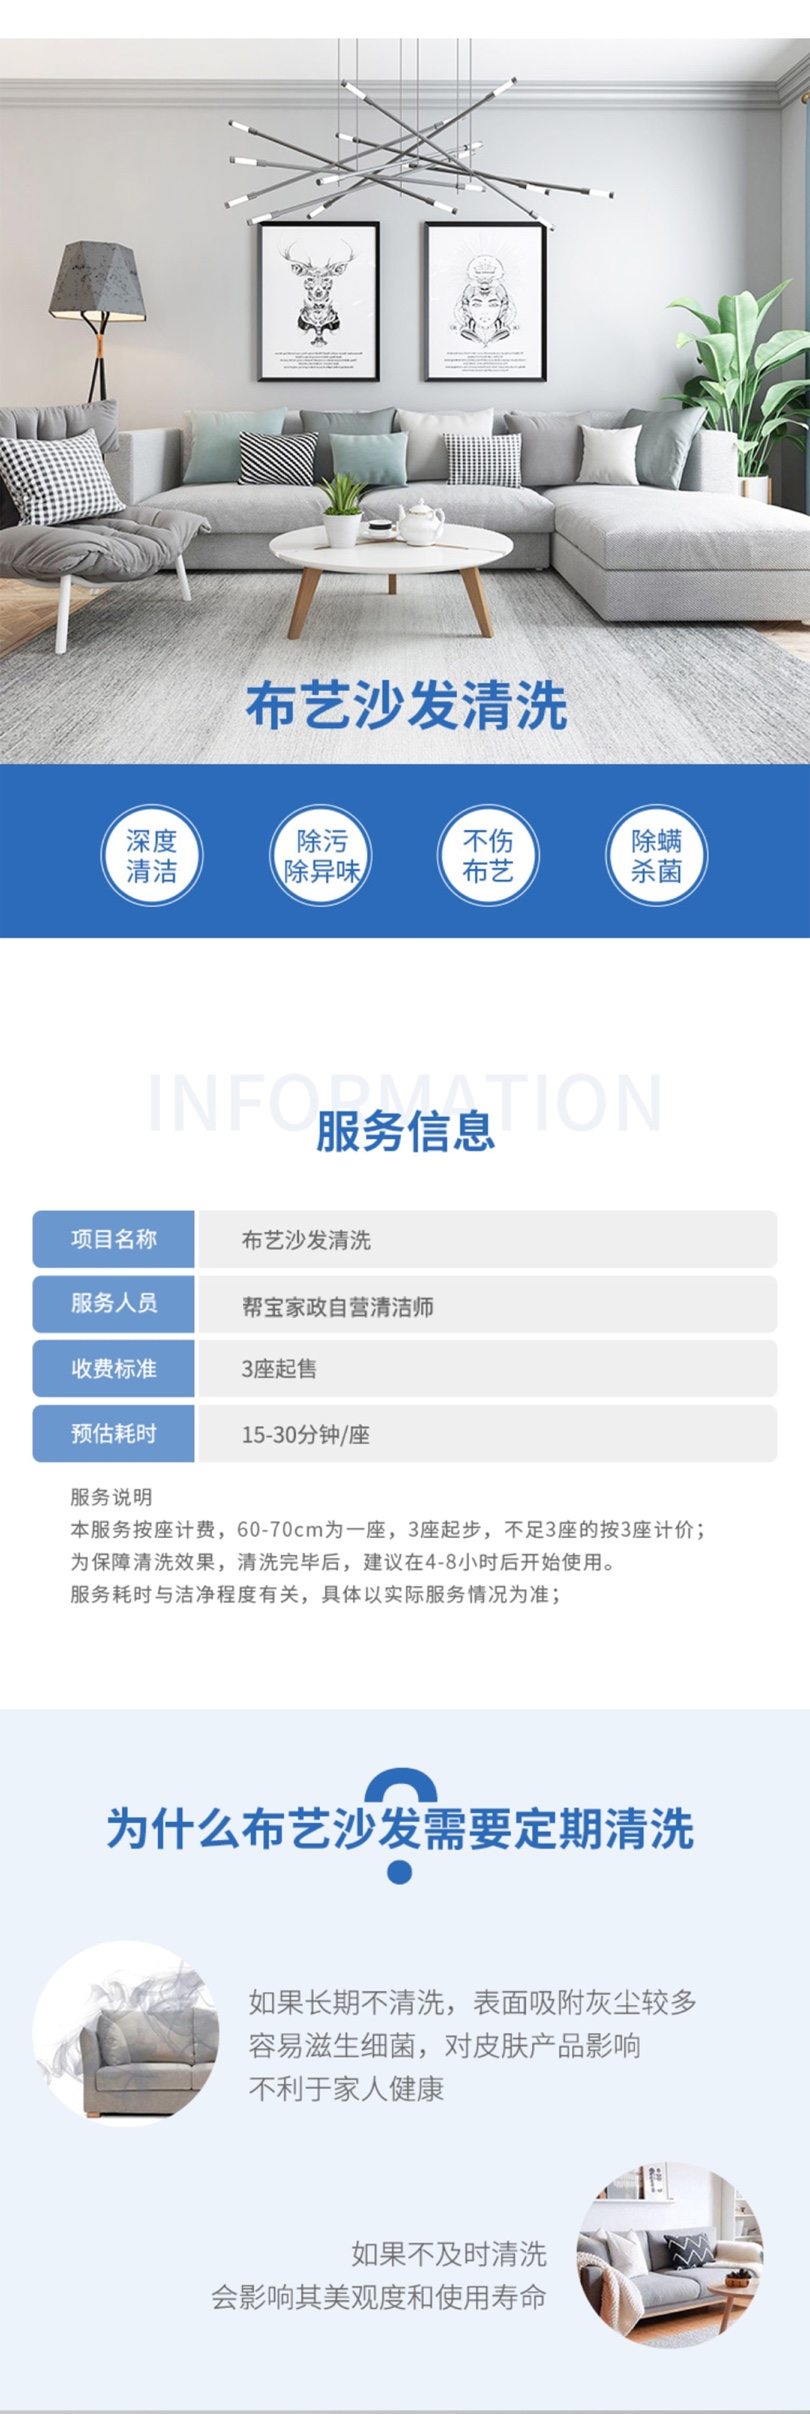 布艺沙发清洗
深度
清洁
除污
除异味
不伤
布艺
除螨
杀菌
INFORMATION
服务信息
项目名称 布艺沙发清洗
服务人员 帮宝家政自营清洁师
收费标准 3座起售
预估耗时 15-30分钟/座
服务说明
本服务按座计费，60-70cm为一座，3座起步，不足3座的按3座计价；
为保障清洗效果，清洗完毕后，建议在4-8小时后开始使用。
服务耗时与洁净程度有关，具体以实际服务情况为准；
?
为什么布艺沙发需要定期清洗
如果长期不清洗，表面吸附灰尘较多
容易滋生细菌，对皮肤产品影响
不利于家人健康
如果不及时清洗
会影响其美观度和使用寿命